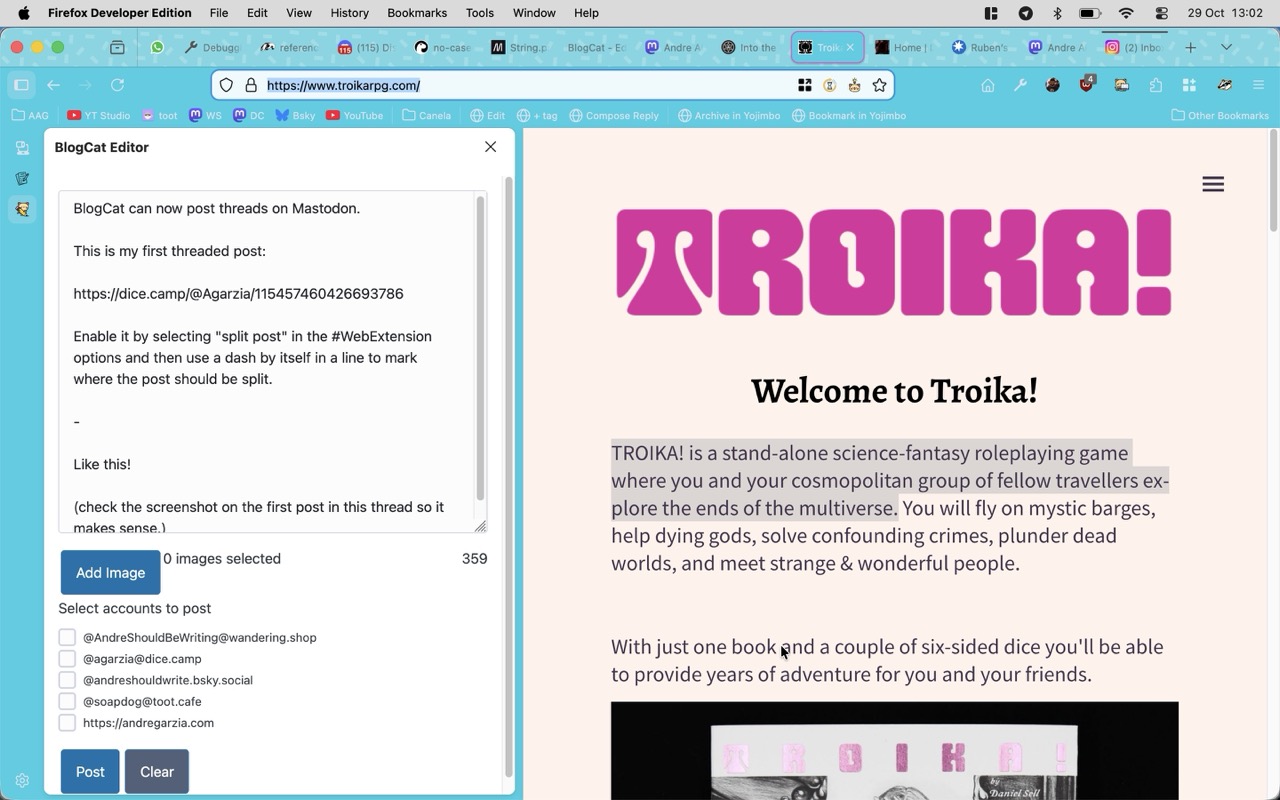 Firefox Developer Edition File Edit View History Bookmarks Tools Window Help 29 Oct 13:02
Debugg referenc (115) Di no-case String.p BlogCat - Ed Andre A Into the Troik Home | Ruben's Andre A (2) Inbo
https://www.troikarpg.com/
4
AAG YT Studio toot WS DC Bsky YouTube Canela Edit + tag Compose Reply Archive in Yojimbo Bookmark in Yojimbo Other Bookmarks
BlogCat Editor
BlogCat can now post threads on Mastodon.
This is my first threaded post:
https://dice.camp/@Agarzia/115457460426693786
Enable it by selecting "split post" in the #WebExtension
options and then use a dash by itself in a line to mark
where the post should be split.
-
Like this!
(check the screenshot on the first post in this thread so it
makes sense.)
Add Image 0 images selected 359
Select accounts to post
@AndreShouldBeWriting@wandering.shop
@agarzia@dice.camp
@andreshouldwrite.bsky.social
@soapdog@toot.cafe
https://andregarzia.com
Post Clear
TROIKA!
Welcome to Troika!
TROIKA! is a stand-alone science-fantasy roleplaying game
where you and your cosmopolitan group of fellow travellers ex-
plore the ends of the multiverse. You will fly on mystic barges,
help dying gods, solve confounding crimes, plunder dead
worlds, and meet strange & wonderful people.
With just one book and a couple of six-sided dice you'll be able
to provide years of adventure for you and your friends.
TROIKA!
by
Daniel Sell